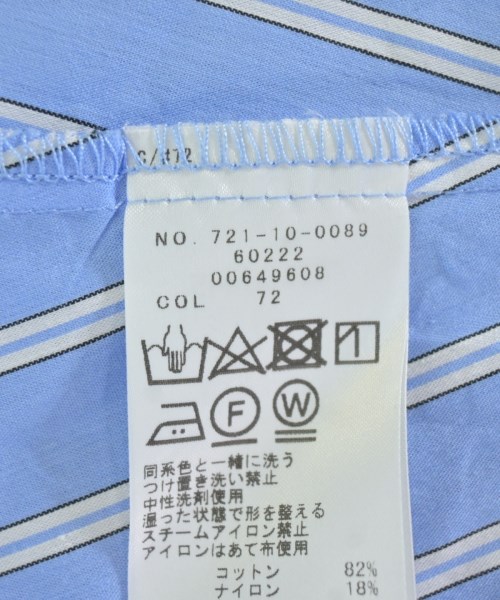 NO. 721-10-0089
60222
00649608
COL 72
F
W
同系色と一緒に洗う
つけ置き洗い禁止
中性洗剤使用
湿った状態で形を整える
スチームアイロン禁止
アイロンはあて布使用
コットン 82%
ナイロン 18%